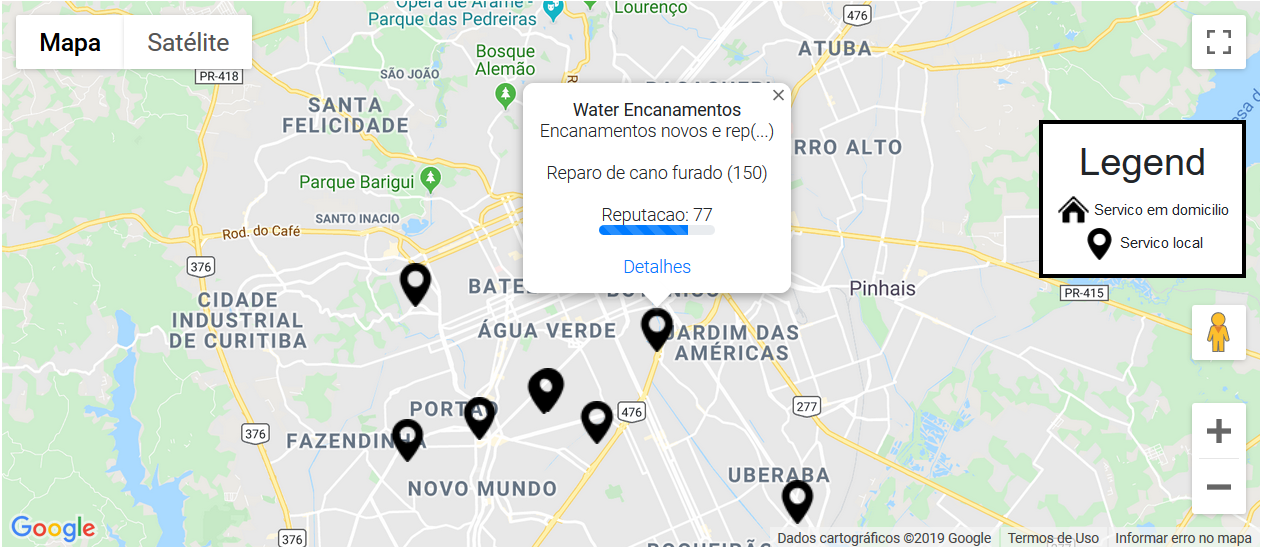 Ópera de Arame -
Parque das Pedreiras
Lourenço
476
ATUBA
Mapa
Satélite
Bosque
Alemão
SÃO JOÃO
PR-418
SANTA
FELICIDADE
Water Encanamentos
Encanamentos novos e rep(...)
Reparo de cano furado (150)
Reputacao: 77
Detalhes
Legend
Servico em domicilio
Servico local
Parque Barigui
SANTO INACIO
Rod. do Café
376
CIDADE
INDUSTRIAL
DE CURITIBA
ÁGUA VERDE
JARDIM DAS
AMÉRICAS
Pinhais
PR-415
PORTÃO
476
277
376
FAZENDINHA
NOVO MUNDO
UBERABA
376
Google
Dados cartográficos ©2019 Google
Termos de Uso
Informar erro no mapa